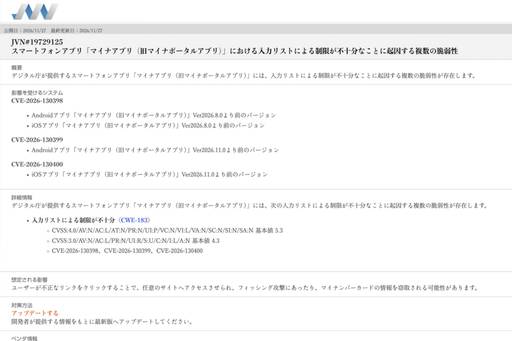 JVN
公開日：2026/11/27 最終更新日：2026/11/27
JVN#19729125
スマートフォンアプリ「マイナアプリ（旧マイナポータルアプリ）」における入力リストによる制限が不十分なことに起因する複数の脆弱性
概要
デジタル庁が提供するスマートフォンアプリ「マイナアプリ（旧マイナポータルアプリ）」には、入力リストによる制限が不十分なことに起因する複数の脆弱性が存在します。
影響を受けるシステム
CVE-2026-130398
• Androidアプリ「マイナアプリ（旧マイナポータルアプリ）」Ver2026.8.0より前のバージョン
• iOSアプリ「マイナアプリ（旧マイナポータルアプリ）」Ver2026.8.0より前のバージョン
CVE-2026-130399
• Androidアプリ「マイナアプリ（旧マイナポータルアプリ）」Ver2026.11.0より前のバージョン
CVE-2026-130400
• iOSアプリ「マイナアプリ（旧マイナポータルアプリ）」Ver2026.11.0より前のバージョン
詳細情報
デジタル庁が提供するスマートフォンアプリ「マイナアプリ（旧マイナポータルアプリ）」には、次の入力リストによる制限が不十分なことに起因する複数の脆弱性が存在します。
• 入力リストによる制限が不十分（CWE-183）
◦ CVSS:4.0/AV:N/AC:L/AT:N/PR:N/UI:P/VC:N/VI:L/VA:N/SC:N/SI:N/SA:N 基本値 5.3
◦ CVSS:3.0/AV:N/AC:L/PR:N/UI:R/S:U/C:N/I:L/A:N 基本値 4.3
◦ CVE-2026-130398、CVE-2026-130399、CVE-2026-130400
想定される影響
ユーザーが不正なリンクをクリックすることで、任意のサイトへアクセスさせられ、フィッシング攻撃にあったり、マイナンバーカードの情報を窃取される可能性があります。
対策方法
アップデートする
開発者が提供する情報をもとに最新版へアップデートしてください。
ベンダ情報